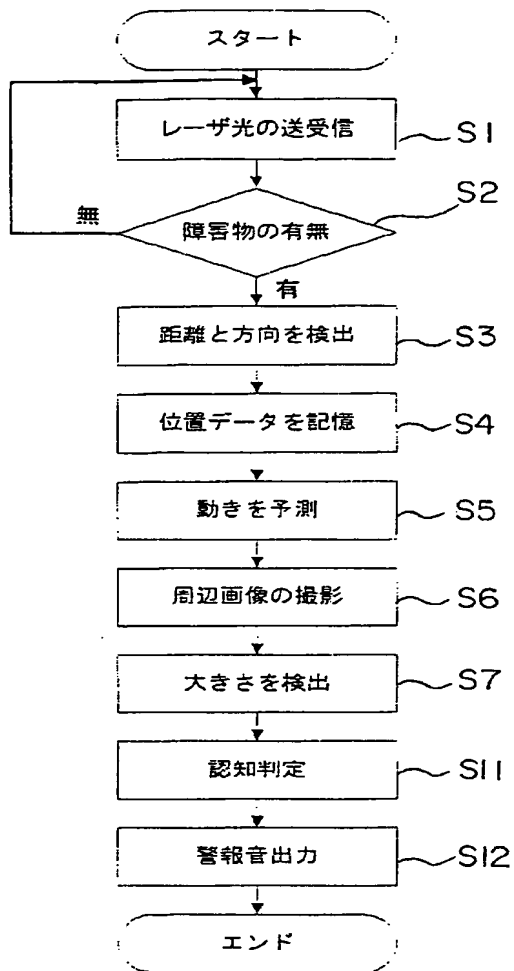 スタート
レーザ光の送受信
S1
障害物の有無
S2
無
有
距離と方向を検出
S3
位置データを記憶
S4
動きを予測
S5
周辺画像の撮影
S6
大きさを検出
S7
認知判定
S11
警報音出力
S12
エンド